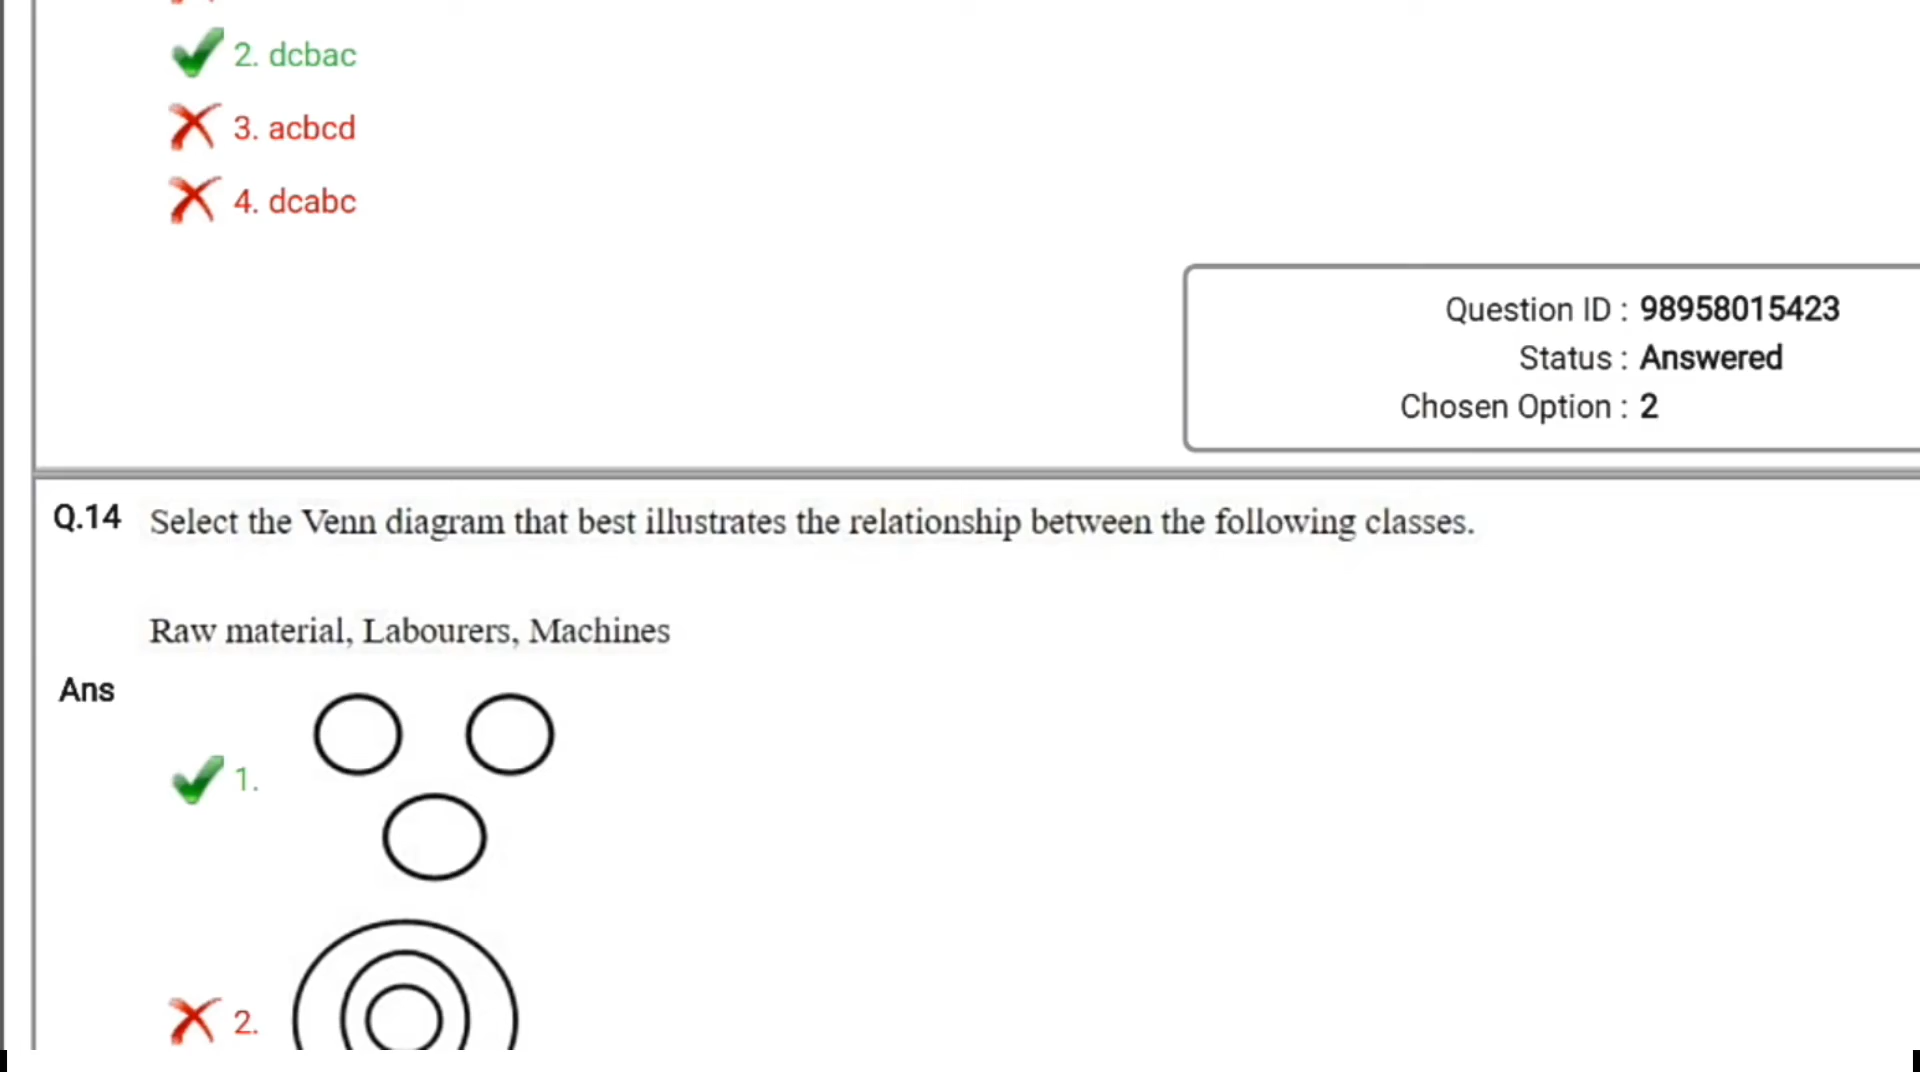 2. dcbac
3. acbcd
4. dcabc
Question ID : 98958015423
Status : Answered
Chosen Option : 2
Q.14 Select the Venn diagram that best illustrates the relationship between the following classes.
Raw material, Labourers, Machines
Ans
1.
2.